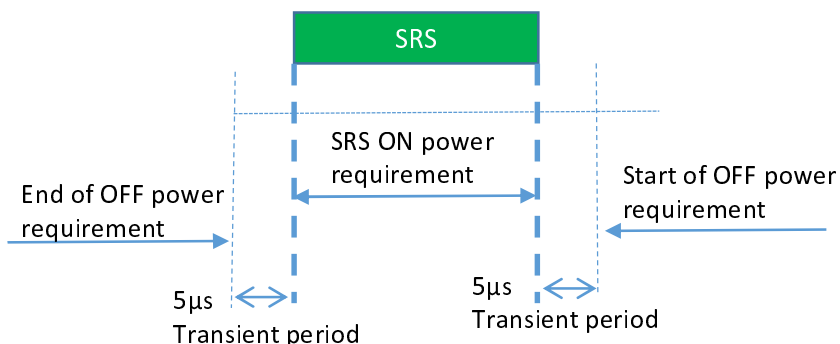 SRS
SRS ON power
requirement
End of OFF power
requirement
Start of OFF power
requirement
5µs
Transient period
5µs
Transient period